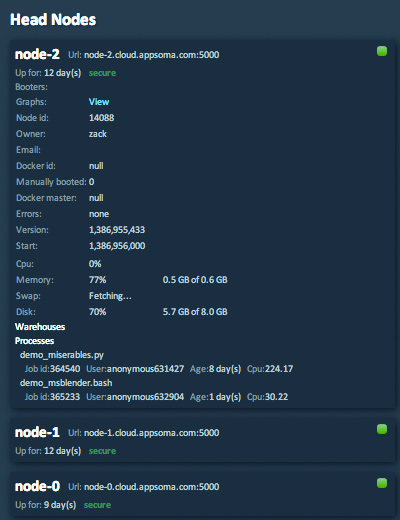 Head Nodes
node-2 Url: node-2.cloud.appsoma.com:5000
Up for: 12 day(s) secure
Booters:
Graphs: View
Node id: 14088
Owner: zack
Email:
Docker id: null
Manually booted: 0
Docker master: null
Errors: none
Version: 1,386,955,433
Start: 1,386,956,000
Cpu: 0%
Memory: 77% 0.5 GB of 0.6 GB
Swap: Fetching...
Disk: 70% 5.7 GB of 8.0 GB
Warehouses
Processes
demo_miserables.py
Job id:364540 User:anonymous631427 Age:8 day(s) Cpu:224.17
demo_msblender.bash
Job id:365233 User:anonymous632904 Age:1 day(s) Cpu:30.22
node-1 Url: node-1.cloud.appsoma.com:5000
Up for: 12 day(s) secure
node-0 Url: node-0.cloud.appsoma.com:5000
Up for: 9 day(s) secure